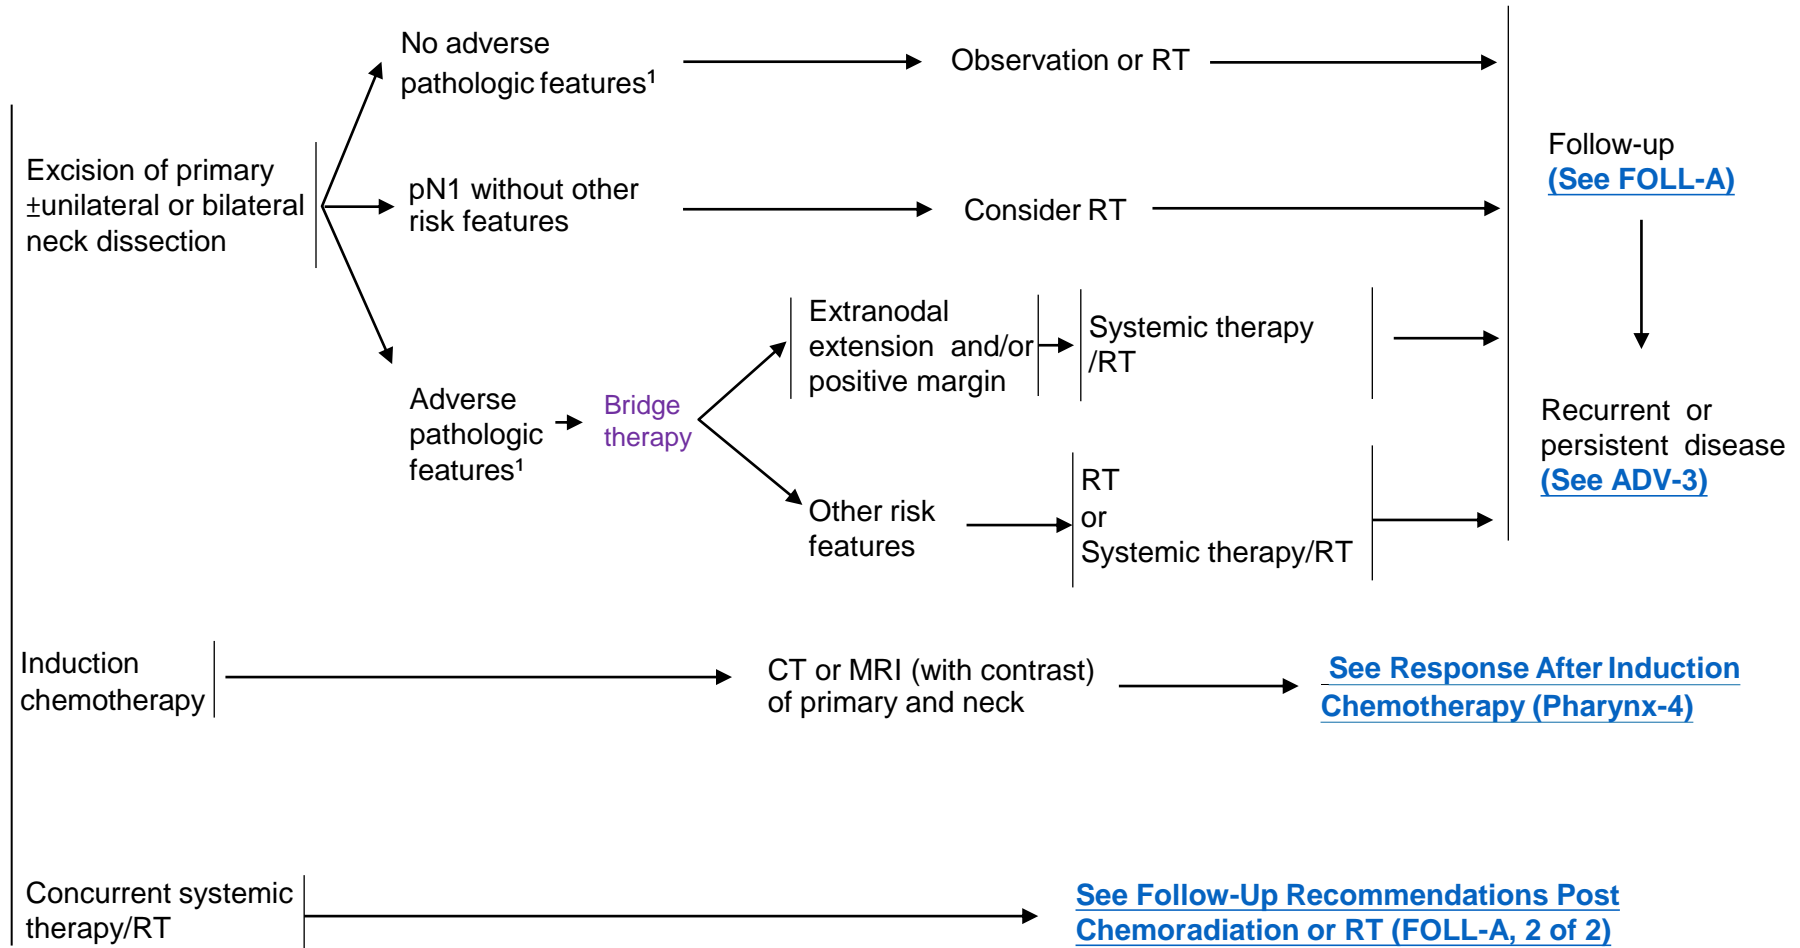 No adverse
pathologic features¹
Observation or RT
Excision of primary
±unilateral or bilateral
neck dissection
pN1 without other
risk features
Consider RT
Follow-up
(See FOLL-A)
Adverse
pathologic
features¹
Bridge
therapy
Extranodal
extension and/or
positive margin
Systemic therapy
/RT
Other risk
features
RT
or
Systemic therapy/RT
Recurrent or
persistent disease
(See ADV-3)
Induction
chemotherapy
CT or MRI (with contrast)
of primary and neck
See Response After Induction
Chemotherapy (Pharynx-4)
Concurrent systemic
therapy/RT
See Follow-Up Recommendations Post
Chemoradiation or RT (FOLL-A, 2 of 2)